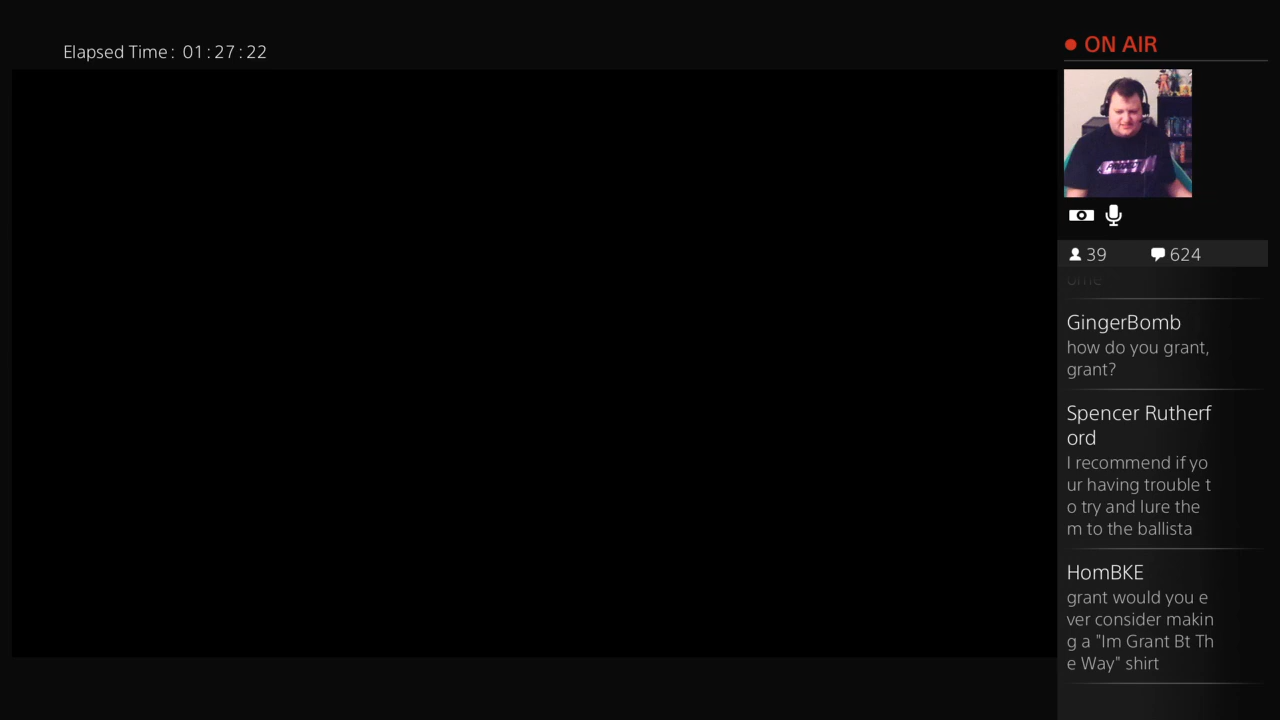 Elapsed Time: 01:27:22
ON AIR
39 624
GingerBomb
how do you grant,
grant?
Spencer Rutherf
ord
I recommend if yo
ur having trouble t
o try and lure the
m to the ballista
HomBKE
grant would you e
ver consider makin
g a "Im Grant Bt Th
e Way" shirt